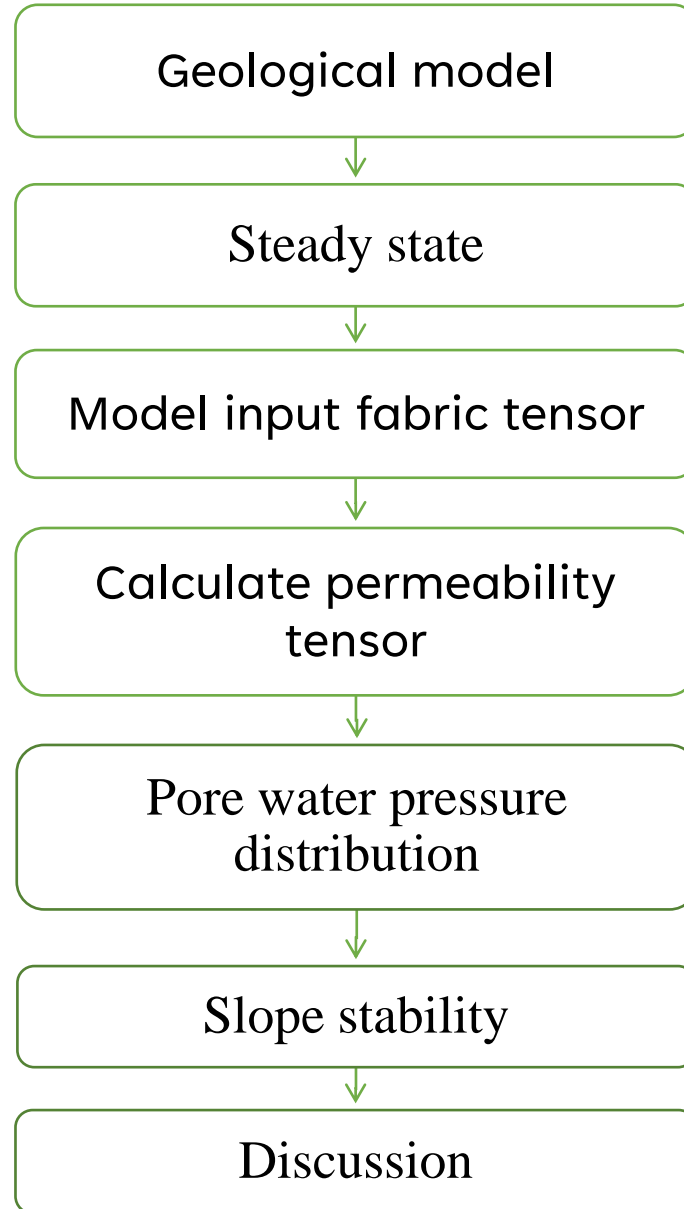 Geological model
Steady state
Model input fabric tensor
Calculate permeability
tensor
Pore water pressure
distribution
Slope stability
Discussion